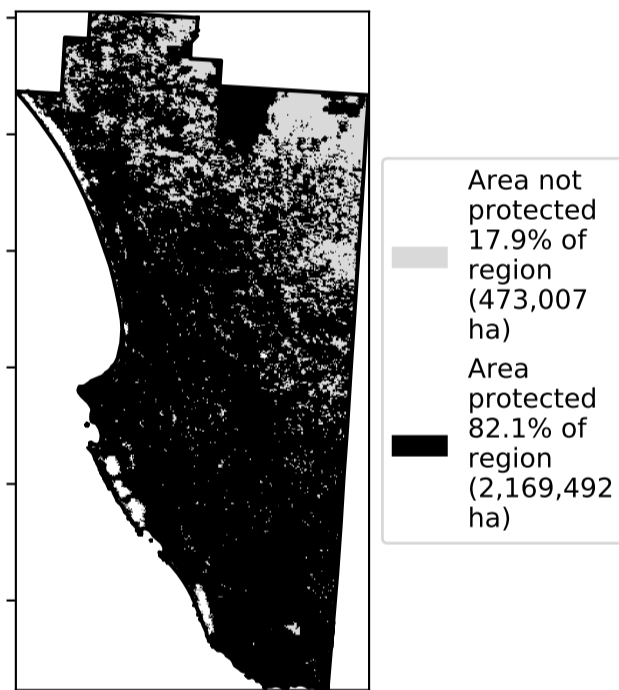 Area not
protected
17.9% of
region
(473,007
ha)
Area
protected
82.1% of
region
(2,169,492
ha)